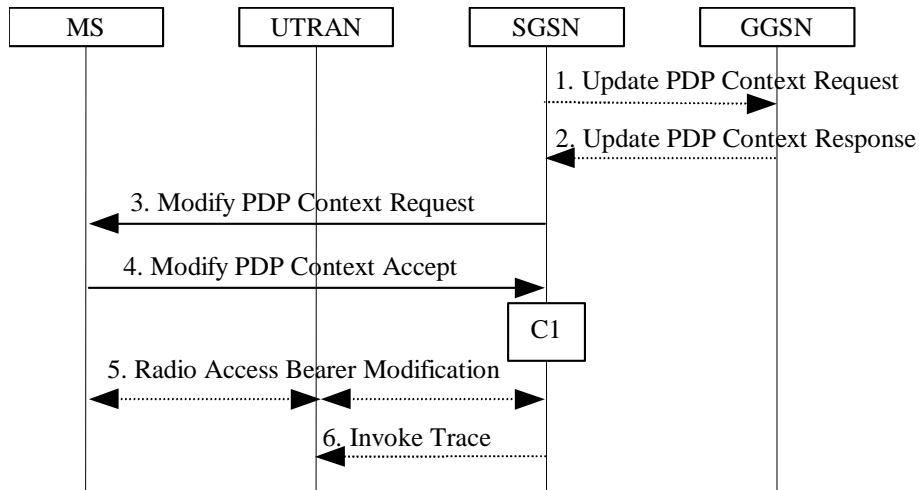 MS UTRAN SGSN GGSN
1. Update PDP Context Request
2. Update PDP Context Response
3. Modify PDP Context Request
4. Modify PDP Context Accept
C1
5. Radio Access Bearer Modification
6. Invoke Trace